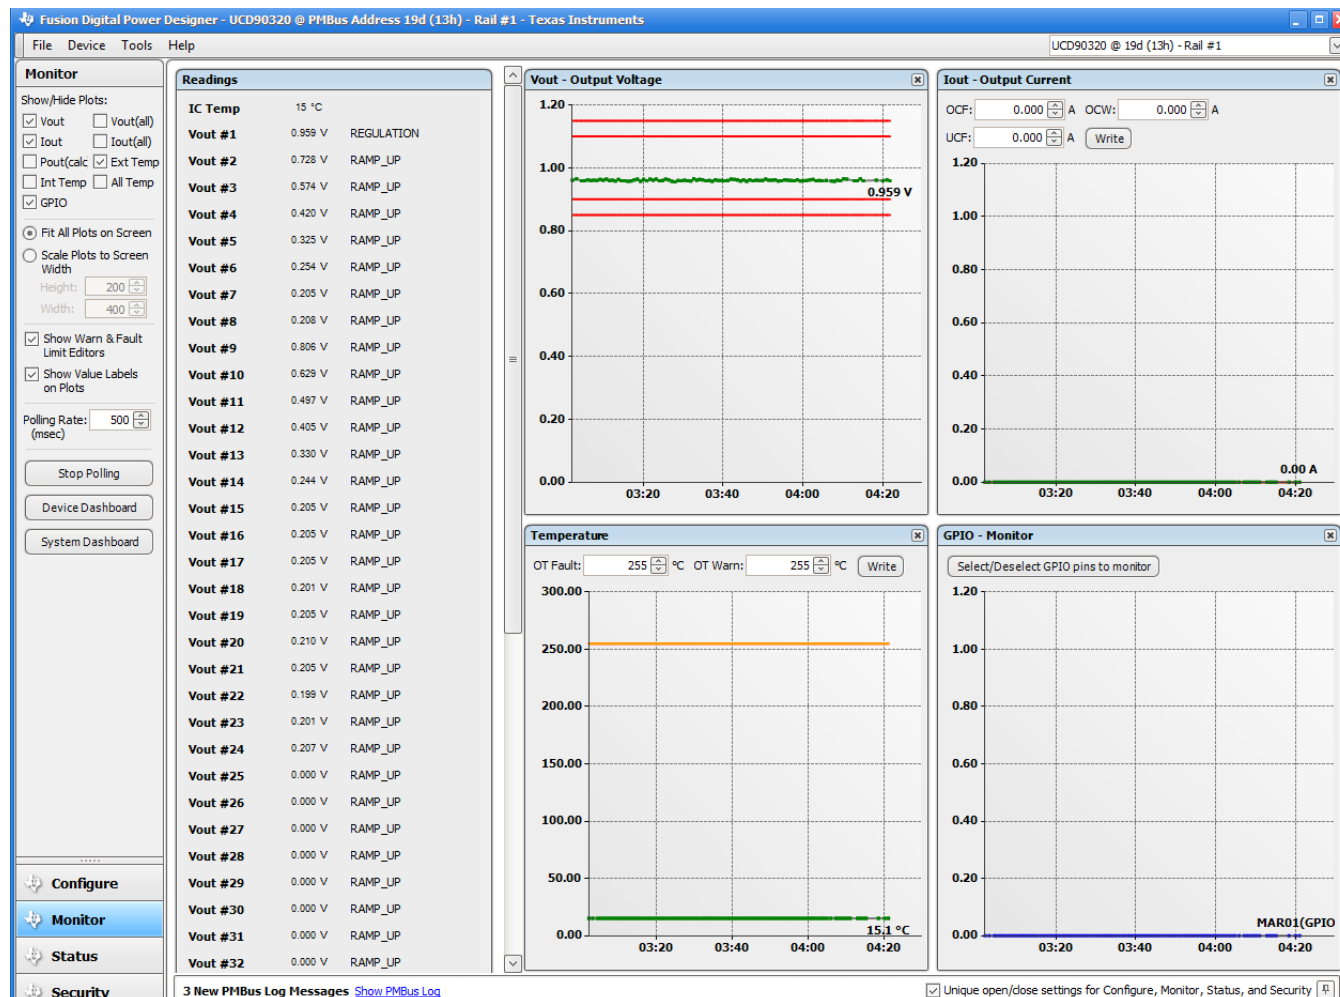 Fusion Digital Power Designer - UCD90320 @ PMBus Address 19d (13h) - Rail #1 - Texas Instruments
File Device Tools Help
UCD90320 @ 19d (13h) - Rail #1
Monitor
Show/Hide Plots:
Vout Vout(all)
Iout Iout(all)
Pout(calc Ext Temp
Int Temp All Temp
GPIO
Fit All Plots on Screen
Scale Plots to Screen
Width
Height: 200
Width: 400
Show Warn & Fault
Limit Editors
Show Value Labels
on Plots
Polling Rate: 500
(msec)
Stop Polling
Device Dashboard
System Dashboard
Configure
Monitor
Status
Security
Readings
IC Temp 15 °C
Vout #1 0.959 V REGULATION
Vout #2 0.728 V RAMP_UP
Vout #3 0.574 V RAMP_UP
Vout #4 0.420 V RAMP_UP
Vout #5 0.325 V RAMP_UP
Vout #6 0.254 V RAMP_UP
Vout #7 0.205 V RAMP_UP
Vout #8 0.208 V RAMP_UP
Vout #9 0.806 V RAMP_UP
Vout #10 0.629 V RAMP_UP
Vout #11 0.497 V RAMP_UP
Vout #12 0.405 V RAMP_UP
Vout #13 0.330 V RAMP_UP
Vout #14 0.244 V RAMP_UP
Vout #15 0.205 V RAMP_UP
Vout #16 0.205 V RAMP_UP
Vout #17 0.205 V RAMP_UP
Vout #18 0.201 V RAMP_UP
Vout #19 0.205 V RAMP_UP
Vout #20 0.210 V RAMP_UP
Vout #21 0.205 V RAMP_UP
Vout #22 0.199 V RAMP_UP
Vout #23 0.201 V RAMP_UP
Vout #24 0.207 V RAMP_UP
Vout #25 0.000 V RAMP_UP
Vout #26 0.000 V RAMP_UP
Vout #27 0.000 V RAMP_UP
Vout #28 0.000 V RAMP_UP
Vout #29 0.000 V RAMP_UP
Vout #30 0.000 V RAMP_UP
Vout #31 0.000 V RAMP_UP
Vout #32 0.000 V RAMP_UP
Vout - Output Voltage
1.20
1.00
0.959 V
0.80
0.60
0.40
0.20
0.00
03:20 03:40 04:00 04:20
Iout - Output Current
OCF: 0.000 A OCW: 0.000 A
UCF: 0.000 A Write
1.20
1.00
0.80
0.60
0.40
0.20
0.00 A
0.00
03:20 03:40 04:00 04:20
Temperature
OT Fault: 255 °C OT Warn: 255 °C Write
300.00
250.00
200.00
150.00
100.00
50.00
15.1 °C
0.00
03:20 03:40 04:00 04:20
GPIO - Monitor
Select/Deselect GPIO pins to monitor
1.20
1.00
0.80
0.60
0.40
0.20
MAR01(GPIO
0.00
03:20 03:40 04:00 04:20
3 New PMBus Log Messages Show PMBus Log
Unique open/close settings for Configure, Monitor, Status, and Security